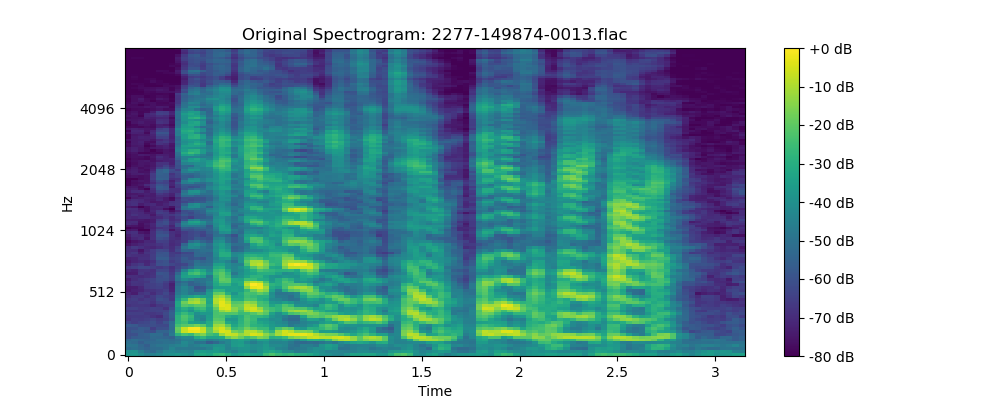 Original Spectrogram: 2277-149874-0013.flac
Hz
4096
2048
1024
512
0
0
0.5
1
1.5
2
2.5
3
Time
+0 dB
-10 dB
-20 dB
-30 dB
-40 dB
-50 dB
-60 dB
-70 dB
-80 dB